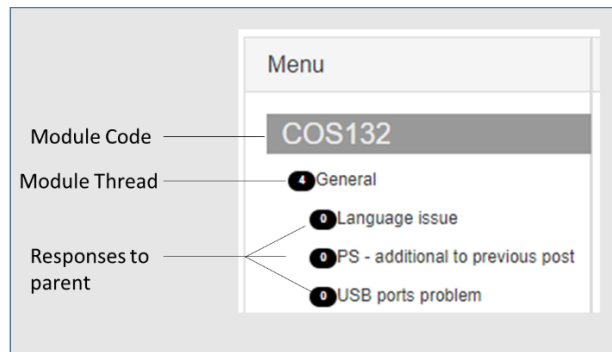 Menu
Module Code
COS132
Module Thread
4 General
0 Language issue
Responses to
parent
0 PS - additional to previous post
0 USB ports problem